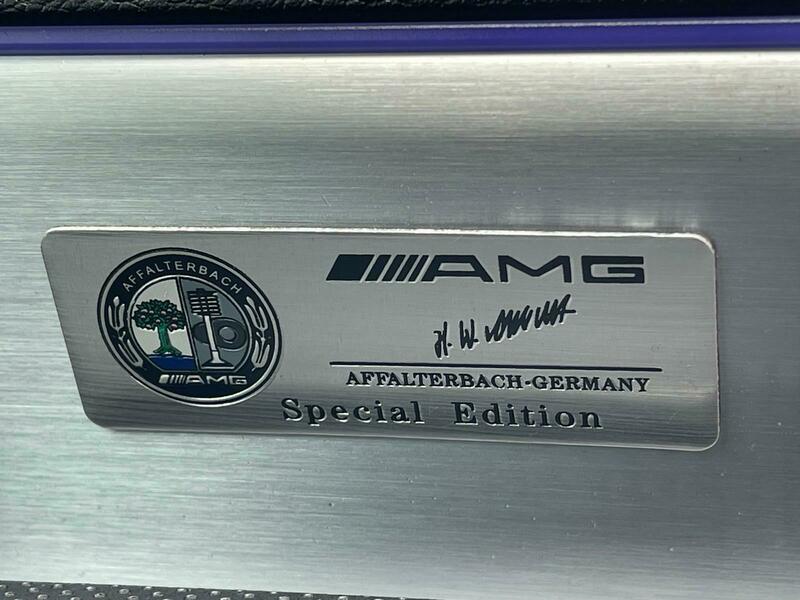 AFFALTERBACH
AMG
AMG
H. W.
AFFALTERBACH-GERMANY
Special Edition